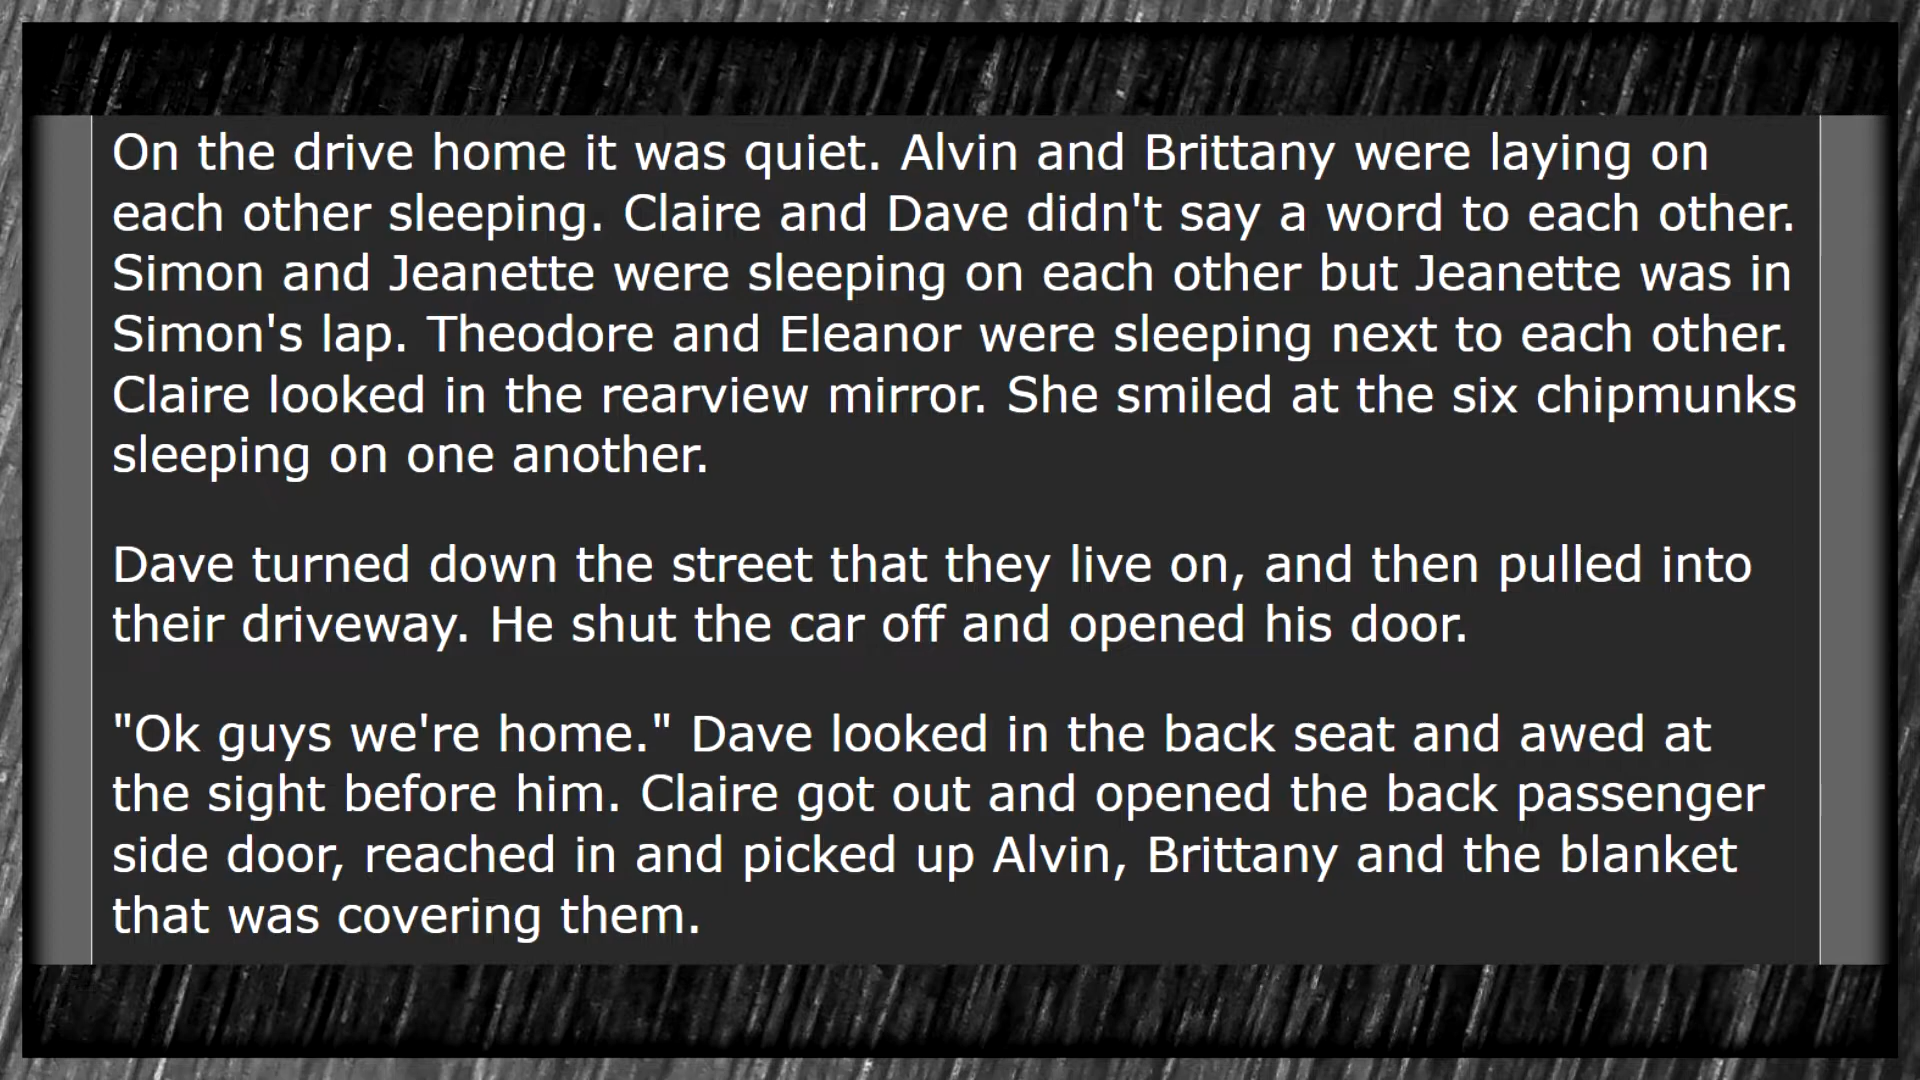 On the drive home it was quiet. Alvin and Brittany were laying on
each other sleeping. Claire and Dave didn't say a word to each other.
Simon and Jeanette were sleeping on each other but Jeanette was in
Simon's lap. Theodore and Eleanor were sleeping next to each other.
Claire looked in the rearview mirror. She smiled at the six chipmunks
sleeping on one another.
Dave turned down the street that they live on, and then pulled into
their driveway. He shut the car off and opened his door.
"Ok guys we're home." Dave looked in the back seat and awed at
the sight before him. Claire got out and opened the back passenger
side door, reached in and picked up Alvin, Brittany and the blanket
that was covering them.